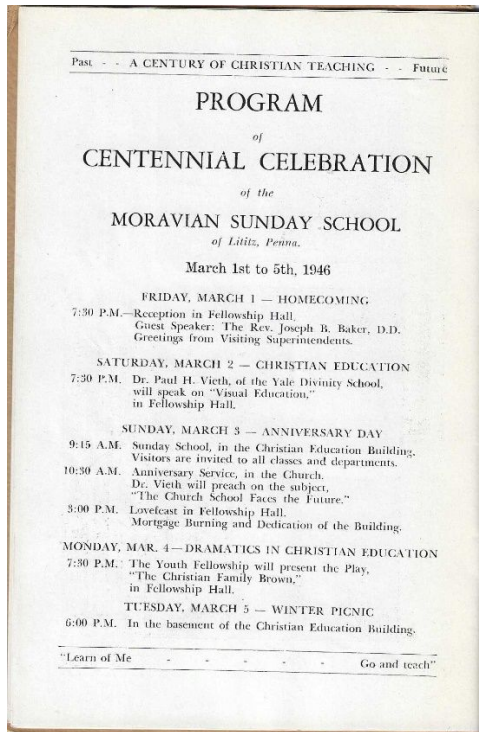 Past - - A CENTURY OF CHRISTIAN TEACHING - - Future
PROGRAM
of
CENTENNIAL CELEBRATION
of the
MORAVIAN SUNDAY SCHOOL
of Lititz, Penna.
March 1st to 5th, 1946
FRIDAY, MARCH 1 — HOMECOMING
7:30 P.M.—Reception in Fellowship Hall.
Guest Speaker: The Rev. Joseph B. Baker, D.D.
Greetings from Visiting Superintendents.
SATURDAY, MARCH 2 — CHRISTIAN EDUCATION
7:30 P.M. Dr. Paul H. Vieth, of the Yale Divinity School,
will speak on "Visual Education,"
in Fellowship Hall.
SUNDAY, MARCH 3 — ANNIVERSARY DAY
9:15 A.M. Sunday School, in the Christian Education Building.
Visitors are invited to all classes and departments.
10:30 A.M. Anniversary Service, in the Church.
Dr. Vieth will preach on the subject,
"The Church School Faces the Future."
3:00 P.M. Lovefeast in Fellowship Hall.
Mortgage Burning and Dedication of the Building.
MONDAY, MAR. 4—DRAMATICS IN CHRISTIAN EDUCATION
7:30 P.M. The Youth Fellowship will present the Play,
"The Christian Family Brown,"
in Fellowship Hall.
TUESDAY, MARCH 5 — WINTER PICNIC
6:00 P.M. In the basement of the Christian Education Building.
"Learn of Me - - - - - Go and teach"